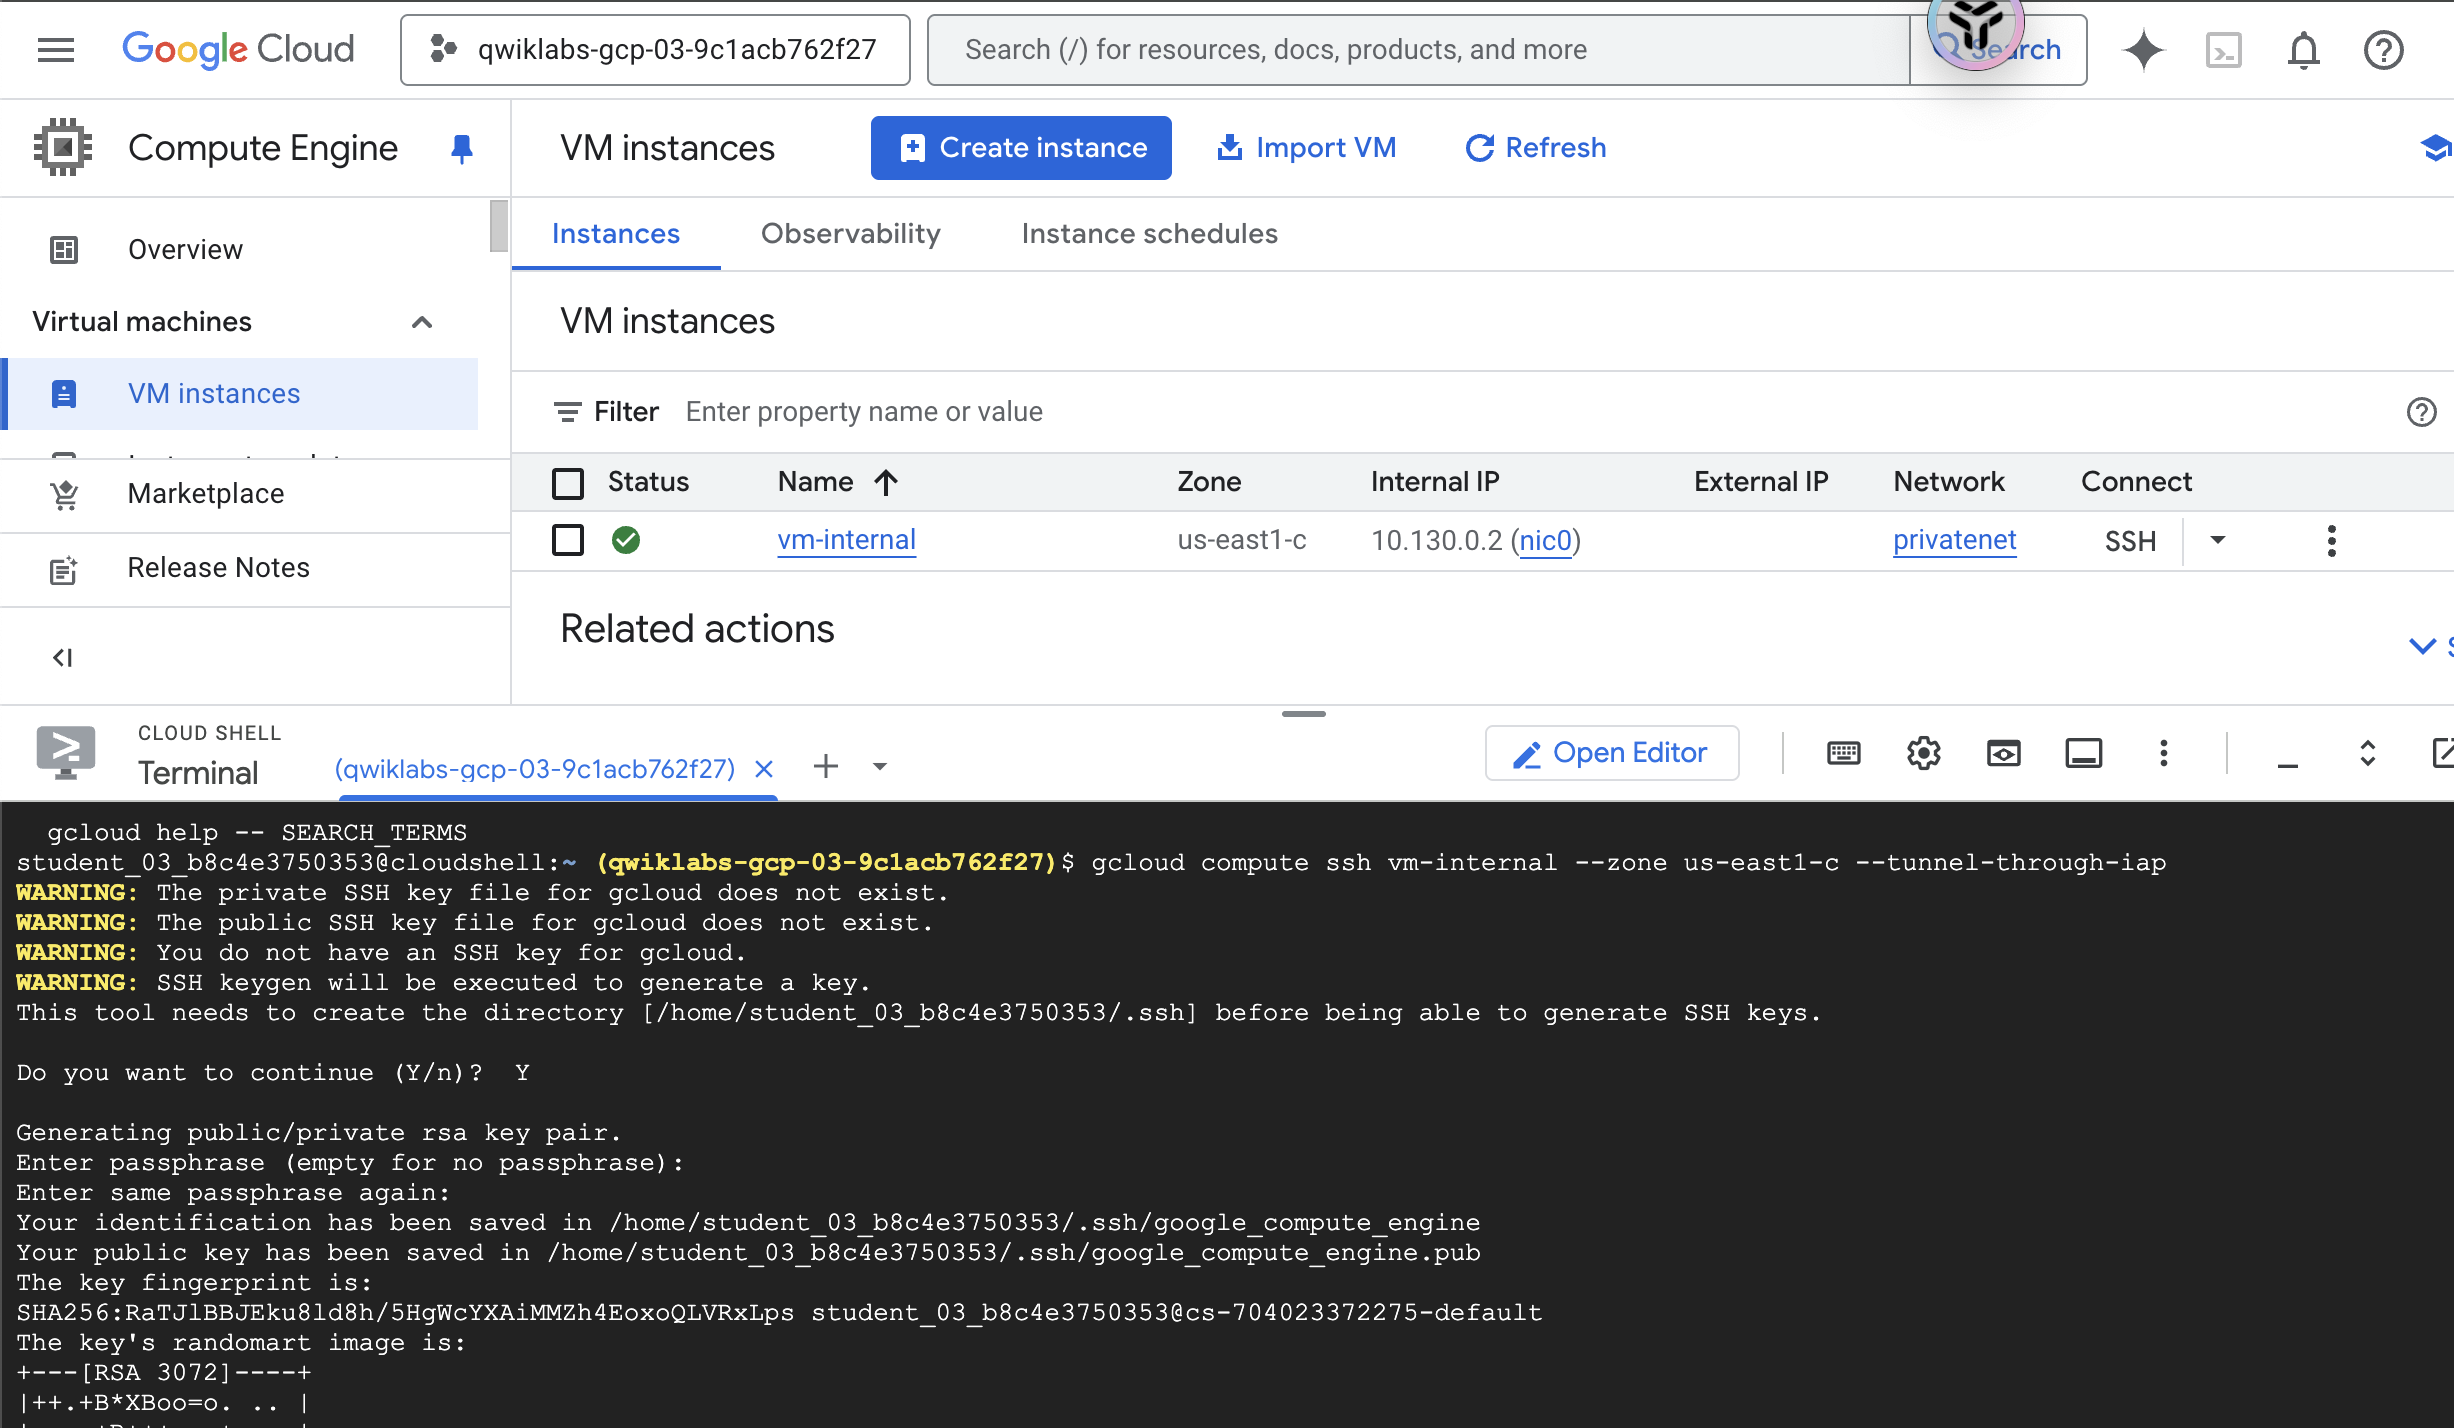 Google Cloud
qwiklabs-gcp-03-9c1acb762f27
Search (/) for resources, docs, products, and more
Search
Compute Engine
VM instances
Create instance
Import VM
Refresh
Overview
Virtual machines
VM instances
Marketplace
Release Notes
Instances
Observability
Instance schedules
VM instances
Filter
Enter property name or value
Status
Name
Zone
Internal IP
External IP
Network
Connect
vm-internal
us-east1-c
10.130.0.2 (nic0)
privatenet
SSH
Related actions
CLOUD SHELL
Terminal
(qwiklabs-gcp-03-9c1acb762f27)
Open Editor
gcloud help -- SEARCH_TERMS
student_03_b8c4e3750353@cloudshell:~ (qwiklabs-gcp-03-9c1acb762f27)$ gcloud compute ssh vm-internal --zone us-east1-c --tunnel-through-iap
WARNING: The private SSH key file for gcloud does not exist.
WARNING: The public SSH key file for gcloud does not exist.
WARNING: You do not have an SSH key for gcloud.
WARNING: SSH keygen will be executed to generate a key.
This tool needs to create the directory [/home/student_03_b8c4e3750353/.ssh] before being able to generate SSH keys.
Do you want to continue (Y/n)?  Y
Generating public/private rsa key pair.
Enter passphrase (empty for no passphrase):
Enter same passphrase again:
Your identification has been saved in /home/student_03_b8c4e3750353/.ssh/google_compute_engine
Your public key has been saved in /home/student_03_b8c4e3750353/.ssh/google_compute_engine.pub
The key fingerprint is:
SHA256:RaTJlBBJEku8ld8h/5HgWcYXAiMMZh4EoxoQLVRxLps student_03_b8c4e3750353@cs-704023372275-default
The key's randomart image is:
+---[RSA 3072]----+
|++.+B*XBoo=o. .. |